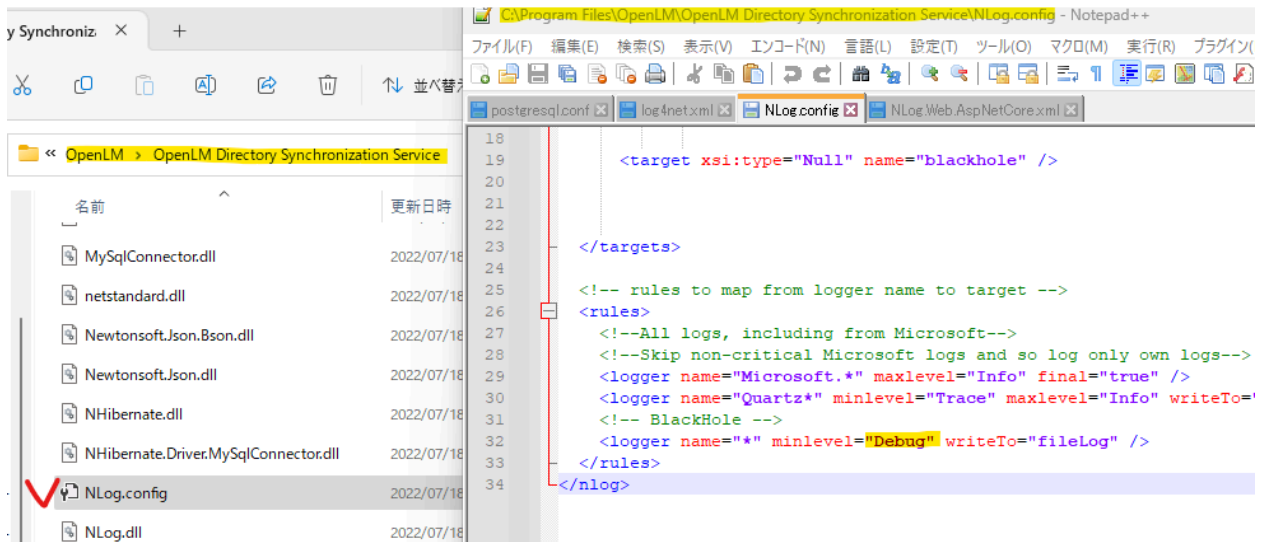 y Synchroniz
並べ替え
« OpenLM > OpenLM Directory Synchronization Service
名前 更新日時
MySqlConnector.dll 2022/07/18
netstandard.dll 2022/07/18
Newtonsoft.Json.Bson.dll 2022/07/18
Newtonsoft.Json.dll 2022/07/18
NHibernate.dll 2022/07/18
NHibernate.Driver.MySqlConnector.dll 2022/07/18
NLog.config 2022/07/18
NLog.dll 2022/07/18
C:\Program Files\OpenLM\OpenLM Directory Synchronization Service\NLog.config - Notepad++
ファイル(F) 編集(E) 検索(S) 表示(V) エンコード(N) 言語(L) 設定(T) ツール(O) マクロ(M) 実行(R) プラグイン(
postgresql.conf log4net.xml NLog.config NLog.Web.AspNetCore.xml
18
19 <target xsi:type="Null" name="blackhole" />
20
21
22
23 </targets>
24
25 <!-- rules to map from logger name to target -->
26 <rules>
27 <!--All logs, including from Microsoft-->
28 <!--Skip non-critical Microsoft logs and so log only own logs-->
29 <logger name="Microsoft.*" maxlevel="Info" final="true" />
30 <logger name="Quartz*" minlevel="Trace" maxlevel="Info" writeTo="
31 <!-- BlackHole -->
32 <logger name="*" minlevel="Debug" writeTo="fileLog" />
33 </rules>
34 </nlog>